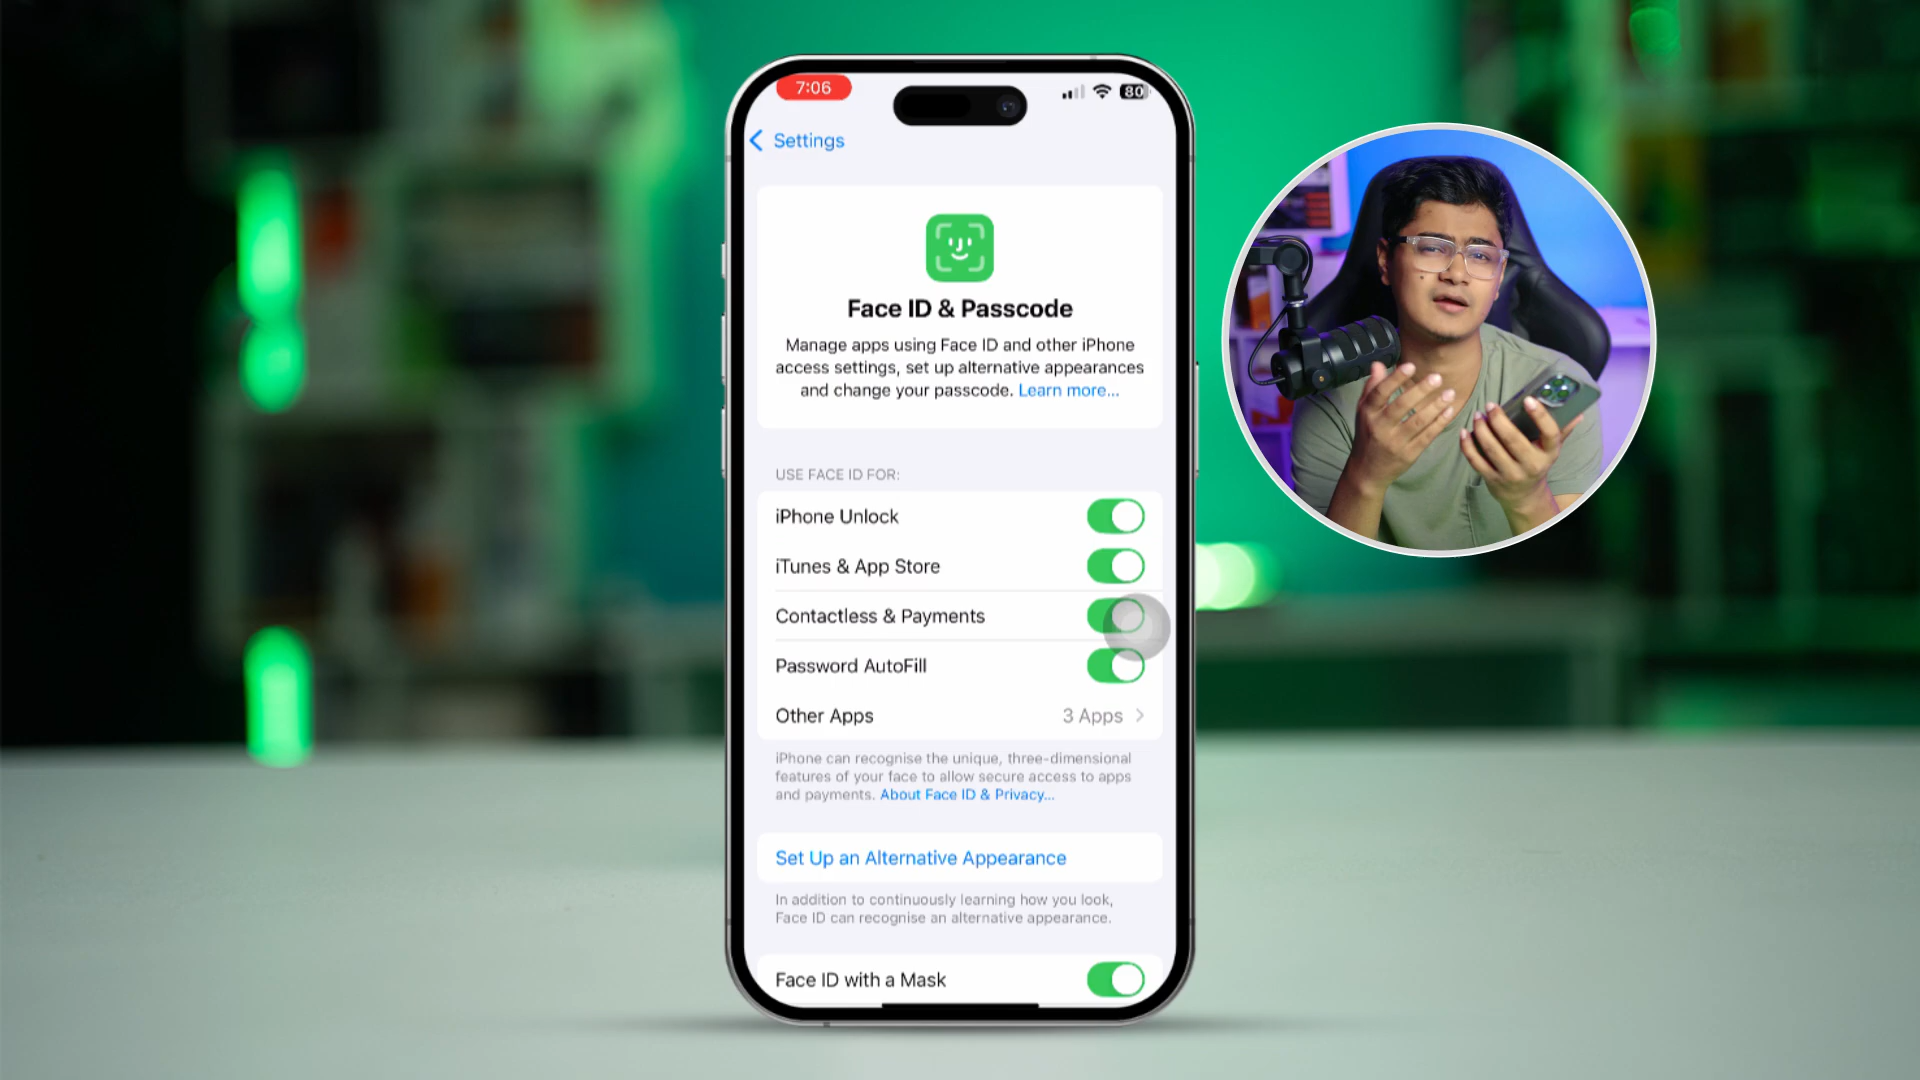 7:06
80
Settings
Face ID & Passcode
Manage apps using Face ID and other iPhone
access settings, set up alternative appearances
and change your passcode. Learn more...
USE FACE ID FOR:
iPhone Unlock
iTunes & App Store
Contactless & Payments
Password AutoFill
Other Apps 3 Apps
iPhone can recognise the unique, three-dimensional
features of your face to allow secure access to apps
and payments. About Face ID & Privacy...
Set Up an Alternative Appearance
In addition to continuously learning how you look,
Face ID can recognise an alternative appearance.
Face ID with a Mask